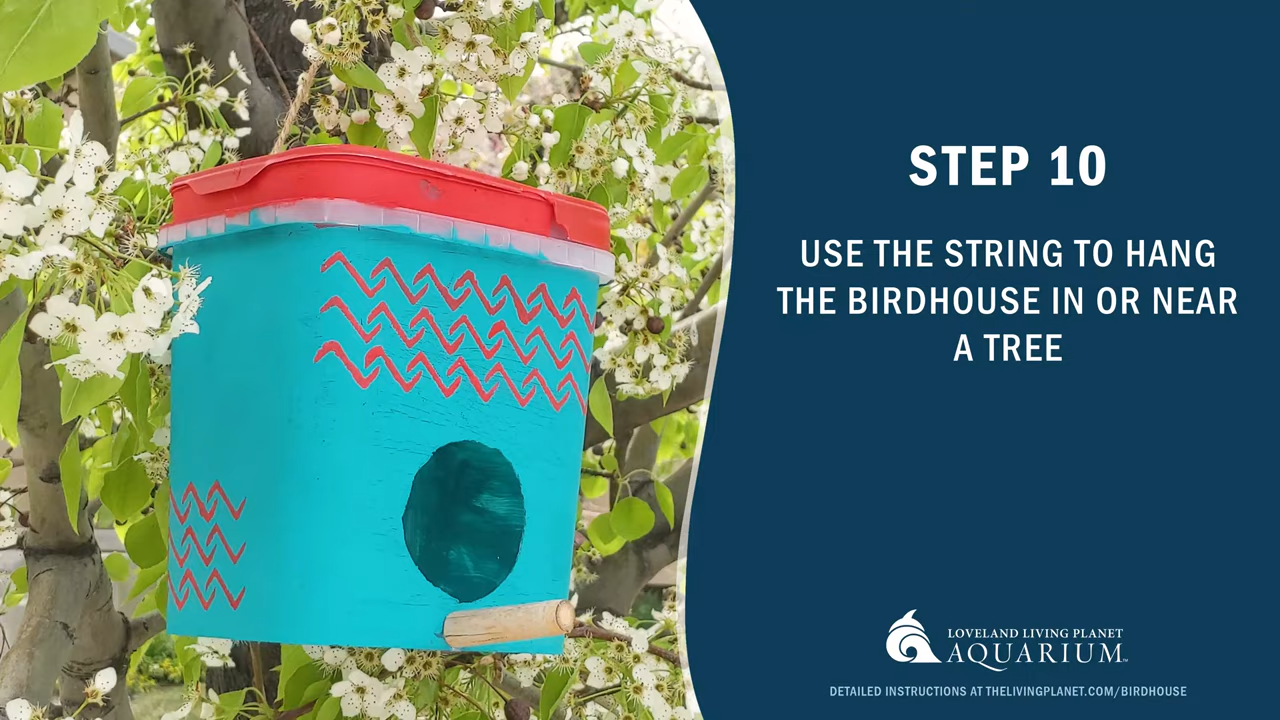 STEP 10
USE THE STRING TO HANG
THE BIRDHOUSE IN OR NEAR
A TREE
LOVELAND LIVING PLANET
AQUARIUM™
DETAILED INSTRUCTIONS AT THELIVINGPLANET.COM/BIRDHOUSE